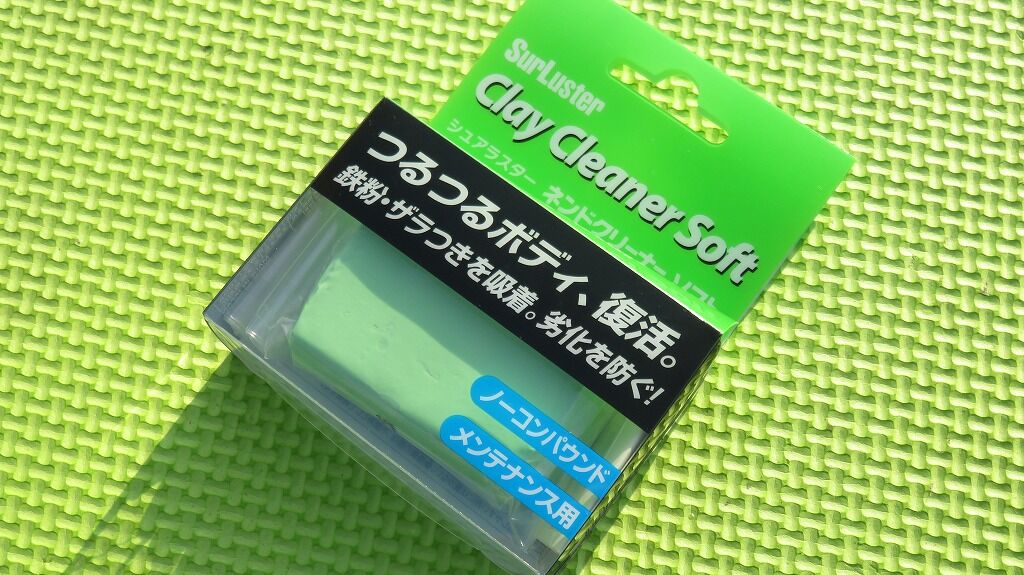 SurLuster
Clay Cleaner Soft
シュアラスター ネンドクリーナー ソフト
つるつるボディ、復活。
鉄粉・ザラつきを吸着。劣化を防ぐ!
ノーコンパウンド
メンテナンス用